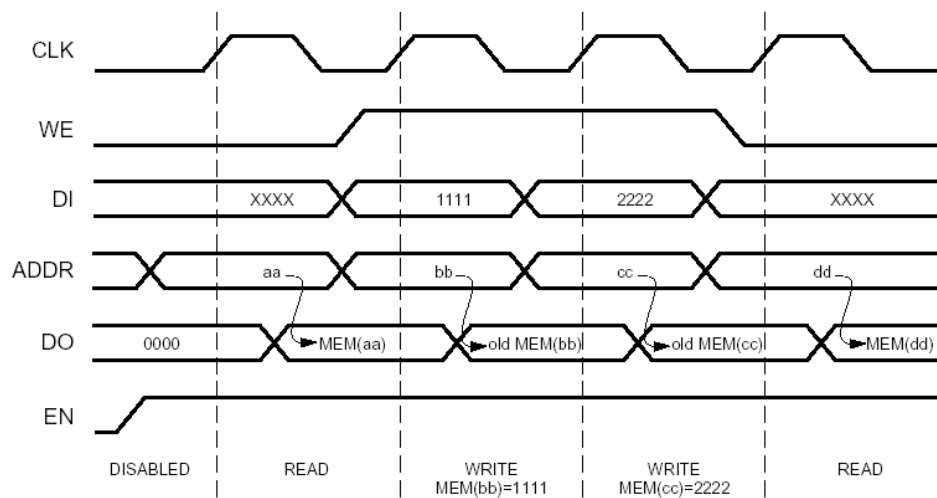 CLK
WE
DI
XXXX
1111
2222
XXXX
ADDR
aa
bb
cc
dd
DO
0000
MEM(aa)
old MEM(bb)
old MEM(cc)
MEM(dd)
EN
DISABLED
READ
WRITE
MEM(bb)=1111
WRITE
MEM(cc)=2222
READ